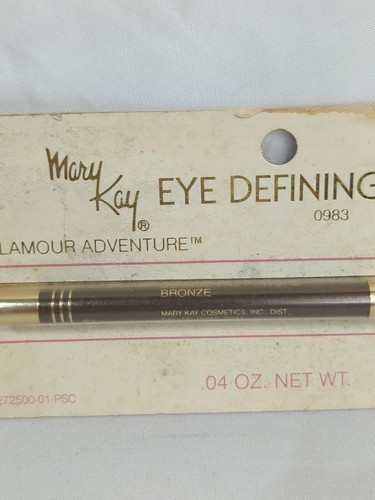 Mary
Kay®
EYE DEFINING
0983
LAMOUR ADVENTURE™
BRONZE
MARY KAY COSMETICS, INC., DIST.
.04 OZ. NET WT.
272500-01-PSC